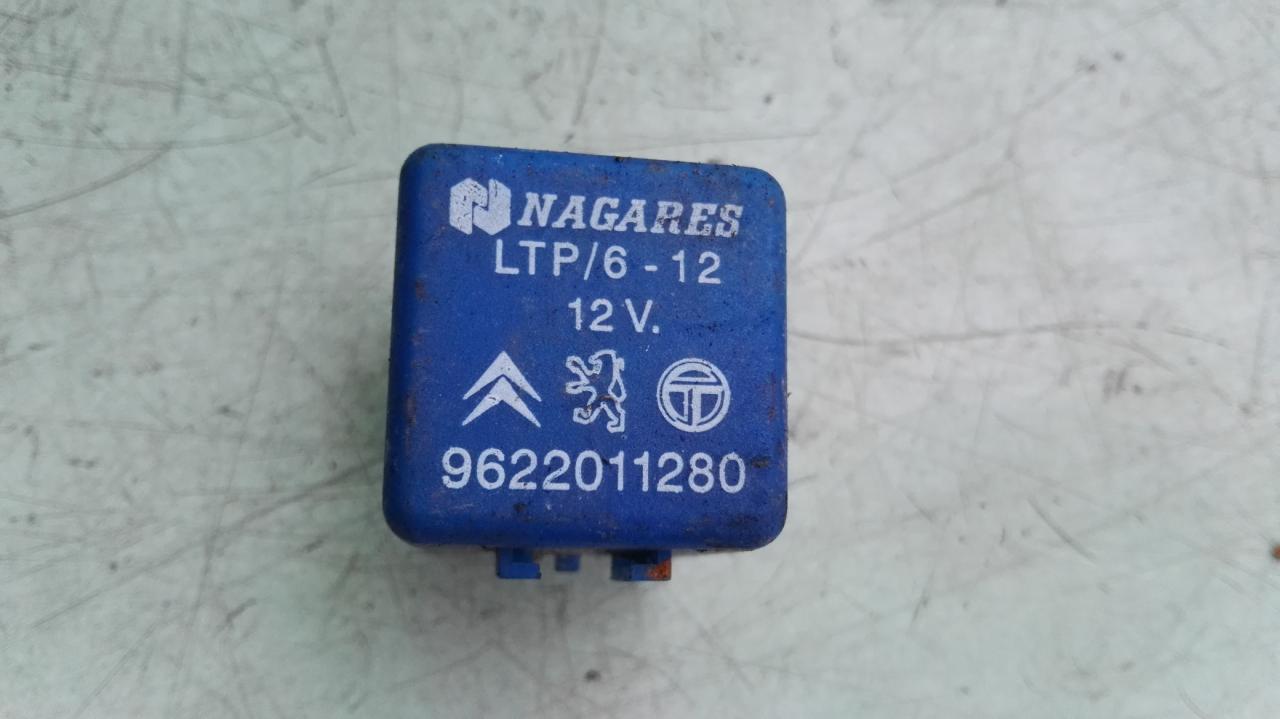 NAGARES
LTP/6 - 12
12 V.
9622011280